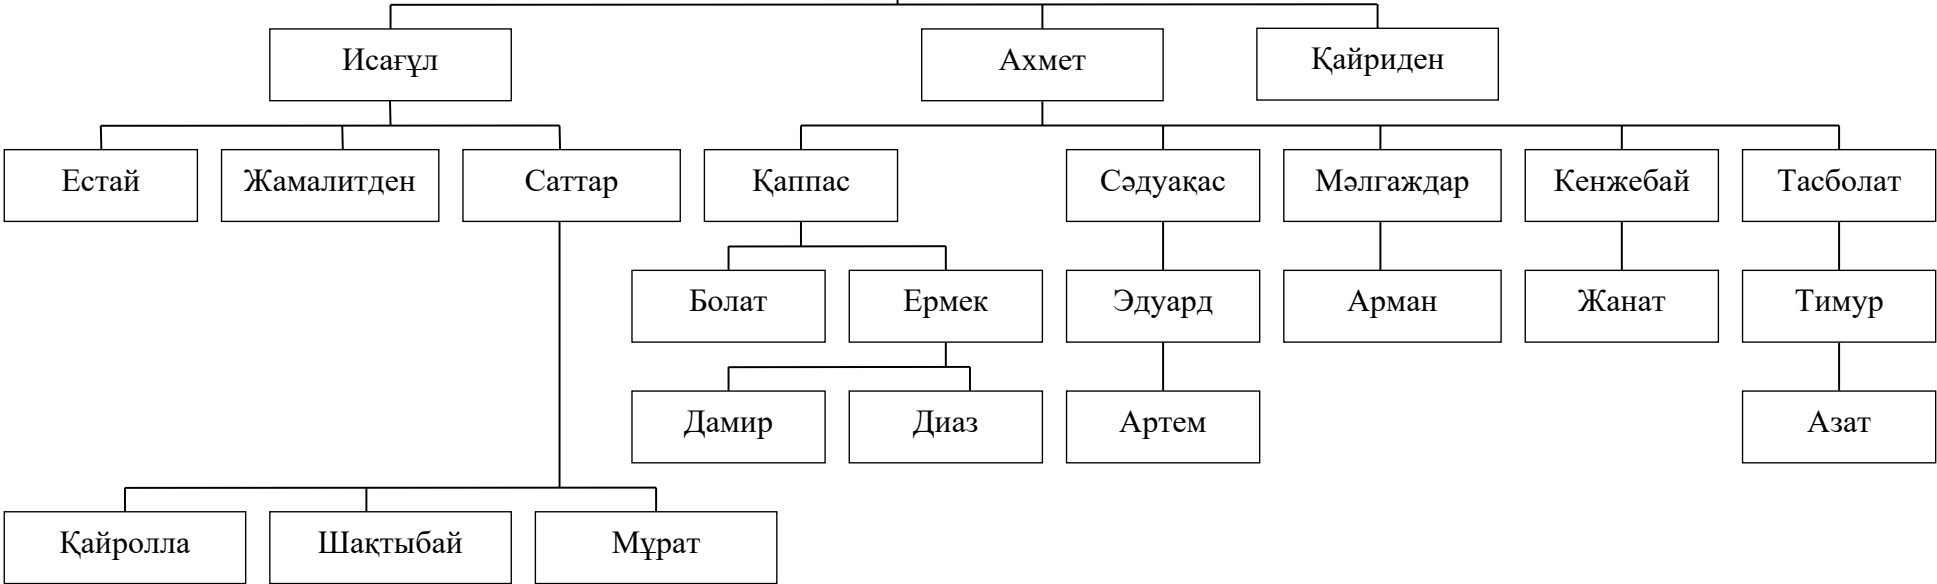 Исағұл
Ахмет
Қайриден
Естай
Жамалитден
Саттар
Қаппас
Сәдуақас
Мәлгаждар
Кенжебай
Тасболат
Болат
Ермек
Эдуард
Арман
Жанат
Тимур
Дамир
Диаз
Артем
Азат
Қайролла
Шақтыбай
Мұрат